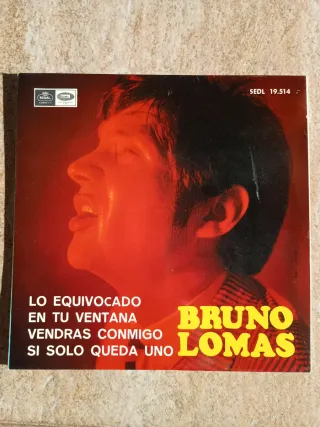 SEDL 19.514
LO EQUIVOCADO
EN TU VENTANA
VENDRAS CONMIGO
SI SOLO QUEDA UNO
BRUNO
LOMAS